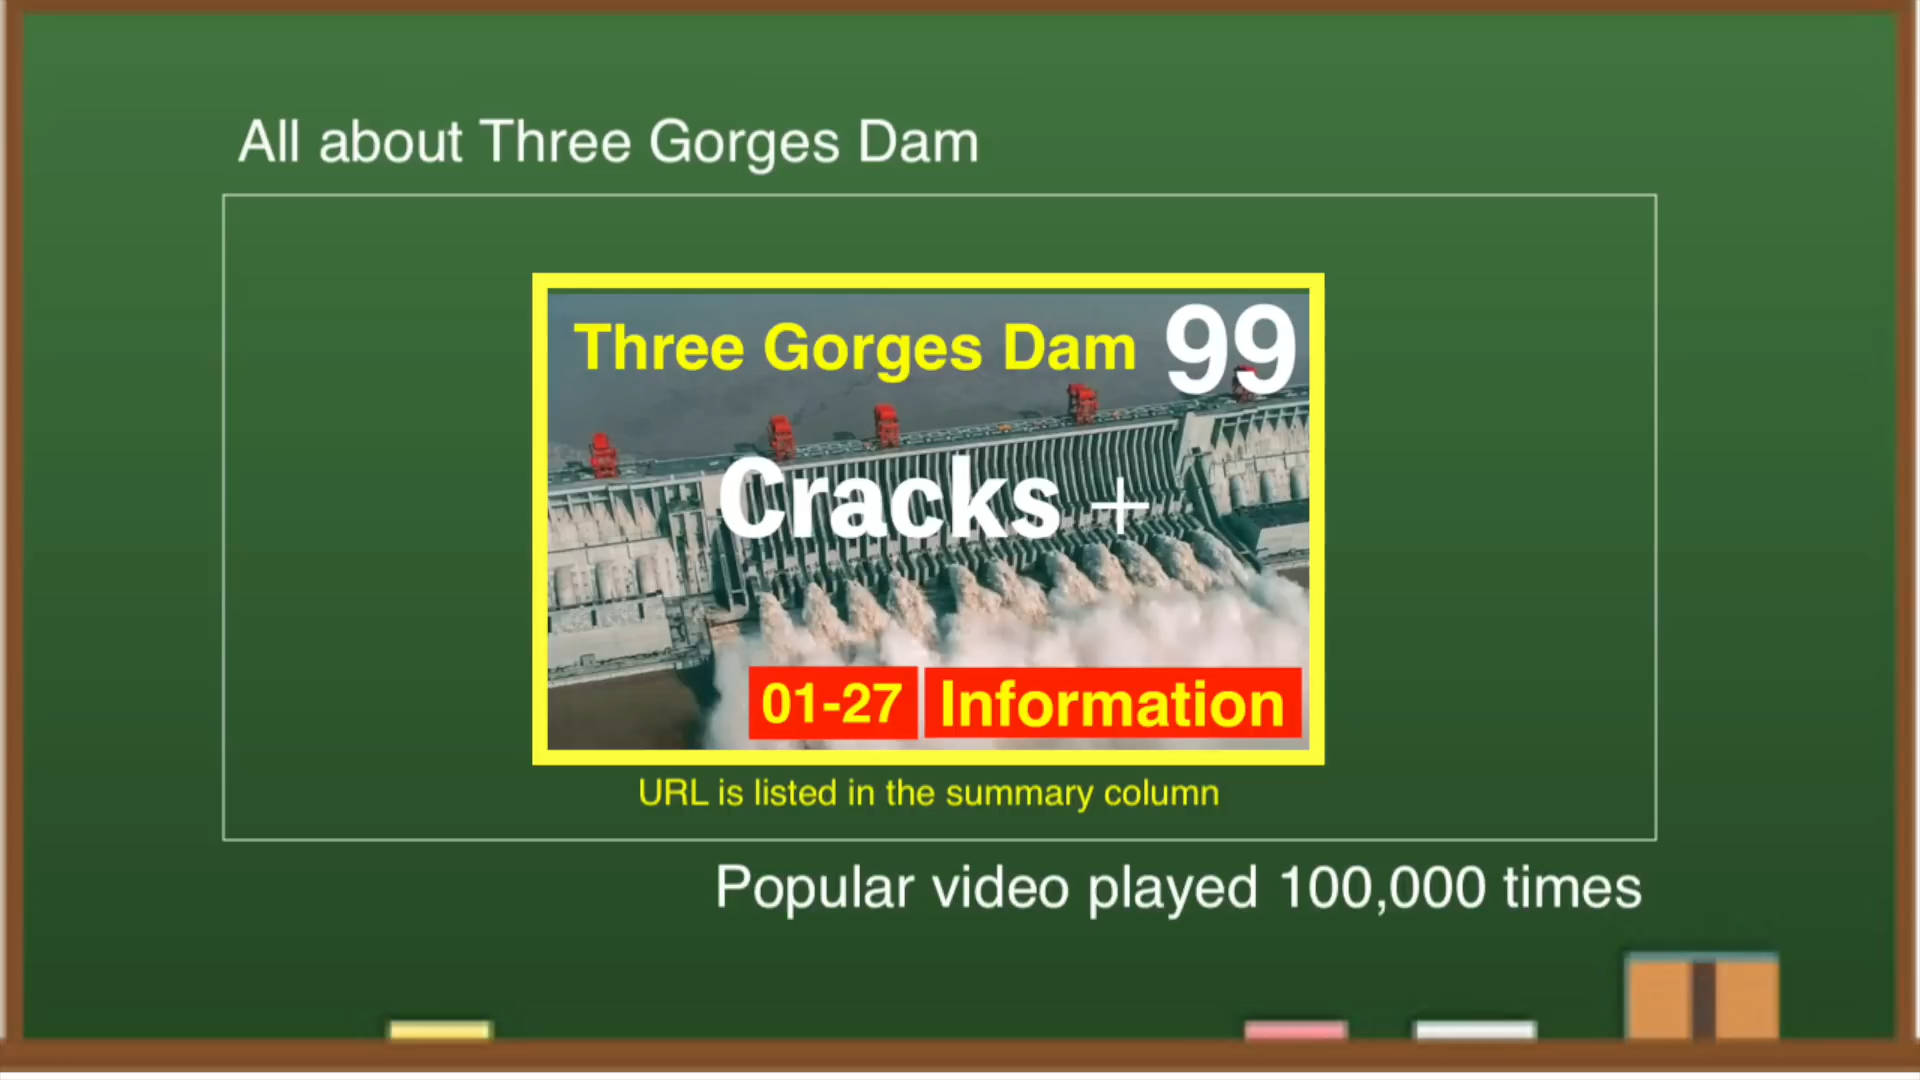 All about Three Gorges Dam
Three Gorges Dam 99
Cracks +
01-27 Information
URL is listed in the summary column
Popular video played 100,000 times